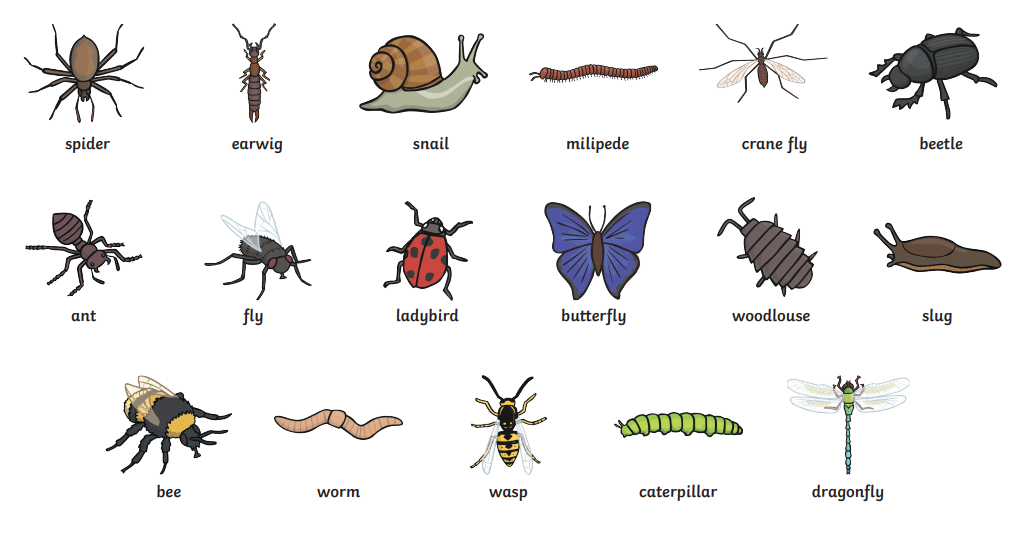 spider earwig snail milipede crane fly beetle
ant fly ladybird butterfly woodlouse slug
bee worm wasp caterpillar dragonfly